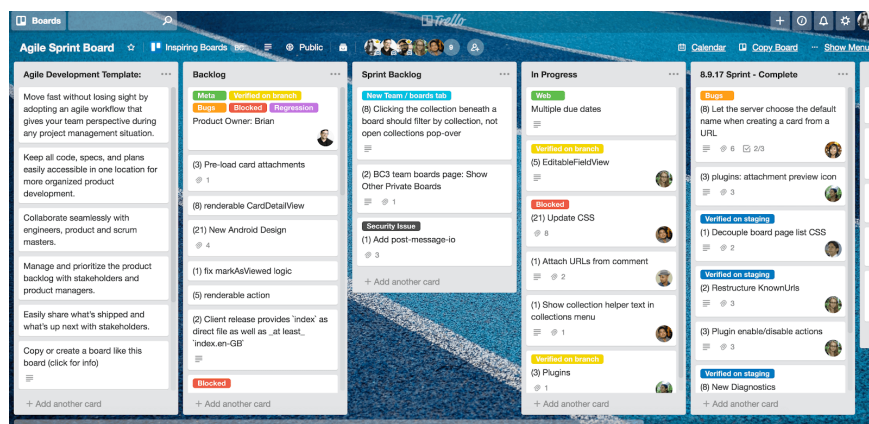 Boards
Trello
Agile Sprint Board
Inspiring Boards
Public
9
Calendar
Copy Board
Show Menu
Agile Development Template:
Move fast without losing sight by
adopting an agile workflow that
gives your team perspective during
any project management situation.
Keep all code, specs, and plans
easily accessible in one location for
more organized product
development.
Collaborate seamlessly with
engineers, product and scrum
masters.
Manage and prioritize the product
backlog with stakeholders and
product managers.
Easily share what's shipped and
what's up next with stakeholders.
Copy or create a board like this
board (click for info)
+ Add another card
Backlog
Meta Verified on branch
Bugs Blocked Regression
Product Owner: Brian
(3) Pre-load card attachments
1
(8) renderable CardDetailView
(21) New Android Design
4
(1) fix markAsViewed logic
(5) renderable action
(2) Client release provides `index` as
direct file as well as _at least_
`index.en-GB`
Blocked
+ Add another card
Sprint Backlog
New Team / boards tab
(8) Clicking the collection beneath a
board should filter by collection, not
open collections pop-over
(2) BC3 team boards page: Show
Other Private Boards
1
Security Issue
(1) Add post-message-io
3
+ Add another card
In Progress
Web
Multiple due dates
Verified on branch
(5) EditableFieldView
Blocked
(21) Update CSS
8
(1) Attach URLs from comment
2
(1) Show collection helper text in
collections menu
1
Verified on branch
(3) Plugins
1
+ Add another card
8.9.17 Sprint - Complete
Bugs
(8) Let the server choose the default
name when creating a card from a
URL
6 2/3
(3) plugins: attachment preview icon
3
Verified on staging
(1) Decouple board page list CSS
2
Verified on staging
(2) Restructure KnownUrls
3
(3) Plugin enable/disable actions
3
Verified on staging
(8) New Diagnostics
+ Add another card